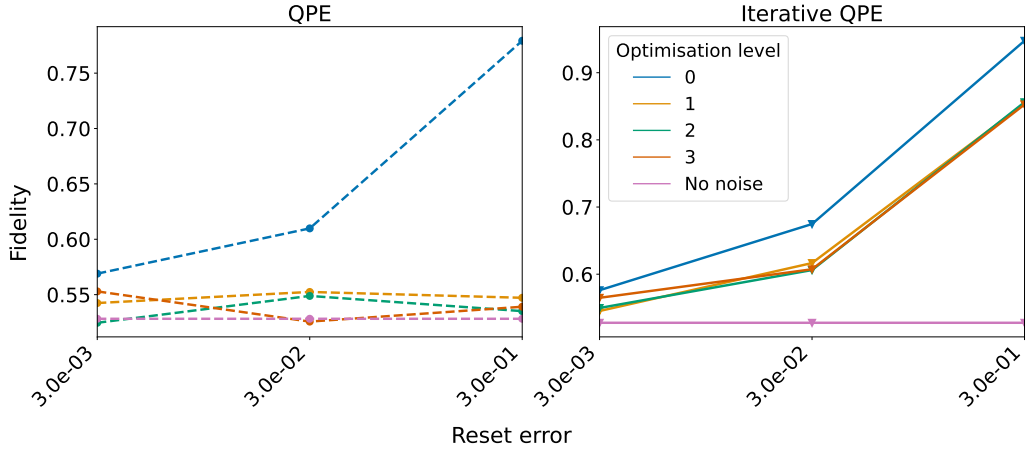 QPE
Iterative QPE
Fidelity
0.75
0.70
0.65
0.60
0.55
3.0e-03
3.0e-02
3.0e-01
0.9
0.8
0.7
0.6
Optimisation level
0
1
2
3
No noise
3.0e-03
3.0e-02
3.0e-01
Reset error